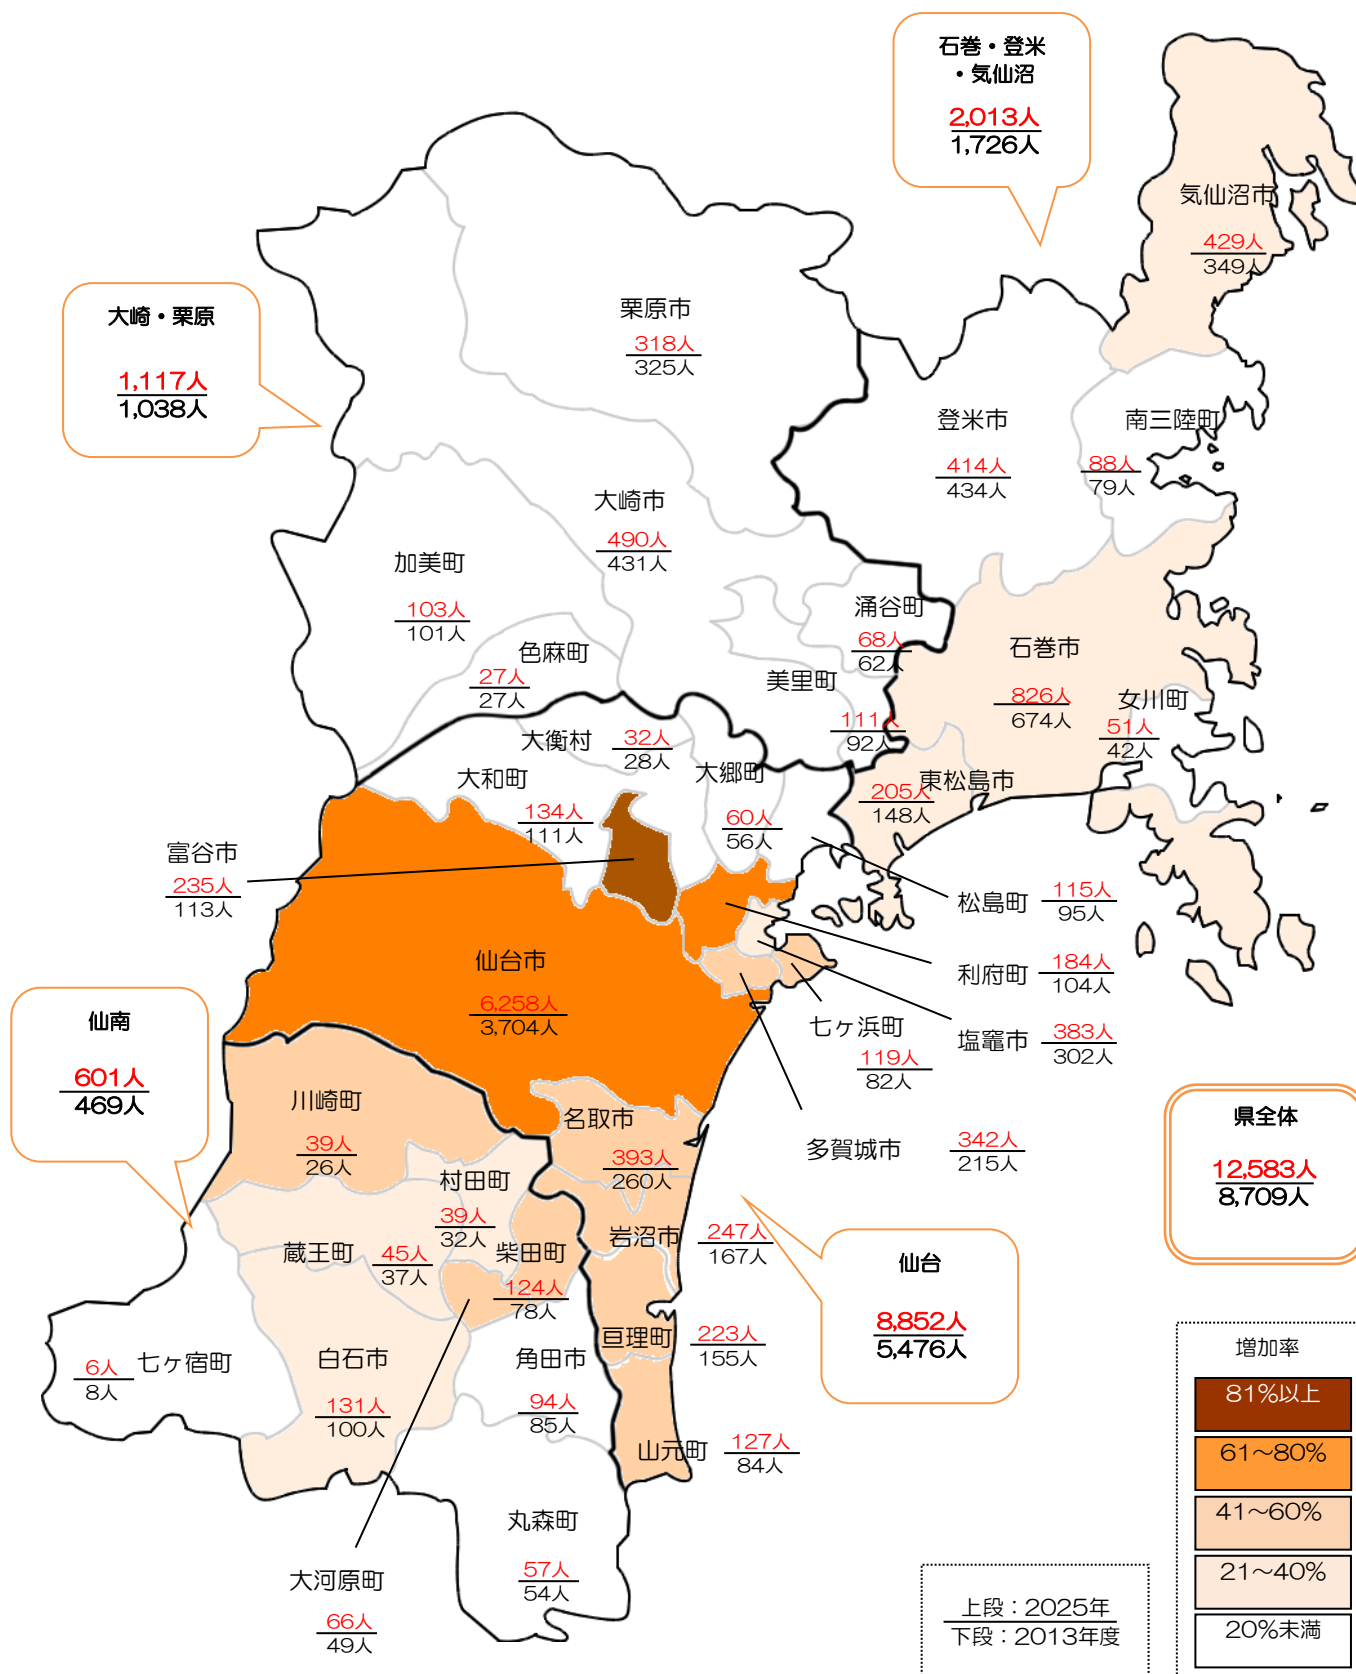 石巻・登米
・気仙沼
2,013人
1,726人
気仙沼市
429人
349人
大崎・栗原
1,117人
1,038人
栗原市
318人
325人
登米市
414人
434人
南三陸町
88人
79人
大崎市
490人
431人
加美町
103人
101人
色麻町
27人
27人
涌谷町
68人
62人
美里町
111人
92人
石巻市
826人
674人
女川町
51人
42人
東松島市
205人
148人
大衡村
32人
28人
大和町
134人
111人
大郷町
60人
56人
富谷市
235人
113人
松島町
115人
95人
利府町
184人
104人
塩竈市
383人
302人
七ヶ浜町
119人
82人
多賀城市
342人
215人
仙台市
6,258人
3,704人
仙南
601人
469人
県全体
12,583人
8,709人
川崎町
39人
26人
名取市
393人
260人
村田町
39人
32人
岩沼市
247人
167人
蔵王町
45人
37人
柴田町
124人
78人
仙台
8,852人
5,476人
亘理町
223人
155人
七ヶ宿町
6人
8人
白石市
131人
100人
角田市
94人
85人
山元町
127人
84人
丸森町
57人
54人
大河原町
66人
49人
上段：2025年
下段：2013年度
増加率
81%以上
61～80%
41～60%
21～40%
20%未満